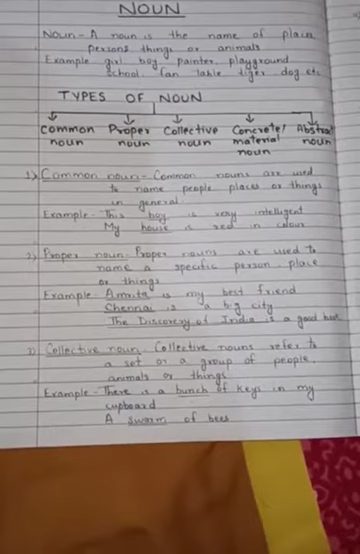 NOUN
Noun - A noun is the name of place
persons things or animals
Example girl boy, painter, playground
school, fan table tiger dog etc
TYPES OF NOUN
Common noun Proper noun Collective noun Concrete/ material noun Abstract noun
1) Common noun - Common nouns are used
to name people places or things
in general
Example - This boy is very intelligent
My house is red in colour
2) Proper noun - Proper nouns are used to
name a specific person, place
or things
Example Amrita is my best friend
Chennai is a big city
The Discovery of India is a good book
3) Collective noun - Collective nouns refer to
a set or a group of people,
animals or things
Example - There is a bunch of keys in my
cupboard
A swarm of bees